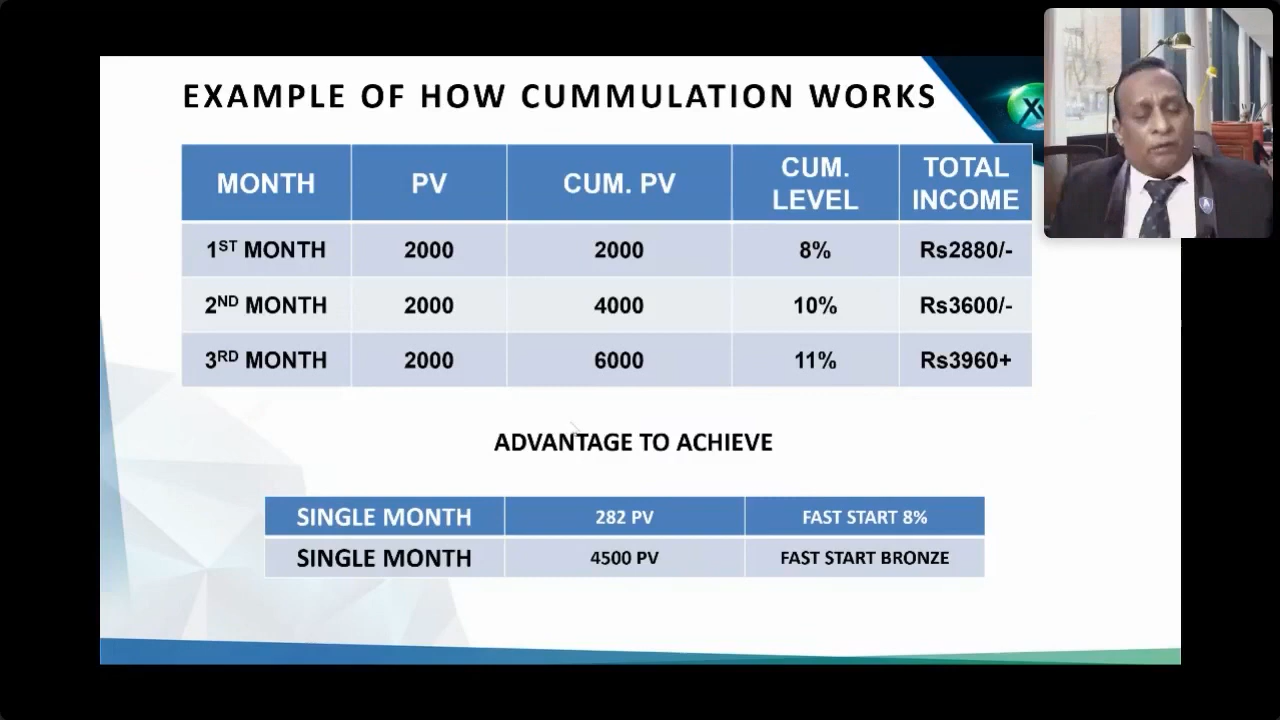 EXAMPLE OF HOW CUMMULATION WORKS
MONTH PV CUM. PV CUM. LEVEL TOTAL INCOME
1ST MONTH 2000 2000 8% Rs2880/-
2ND MONTH 2000 4000 10% Rs3600/-
3RD MONTH 2000 6000 11% Rs3960+
ADVANTAGE TO ACHIEVE
SINGLE MONTH 282 PV FAST START 8%
SINGLE MONTH 4500 PV FAST START BRONZE